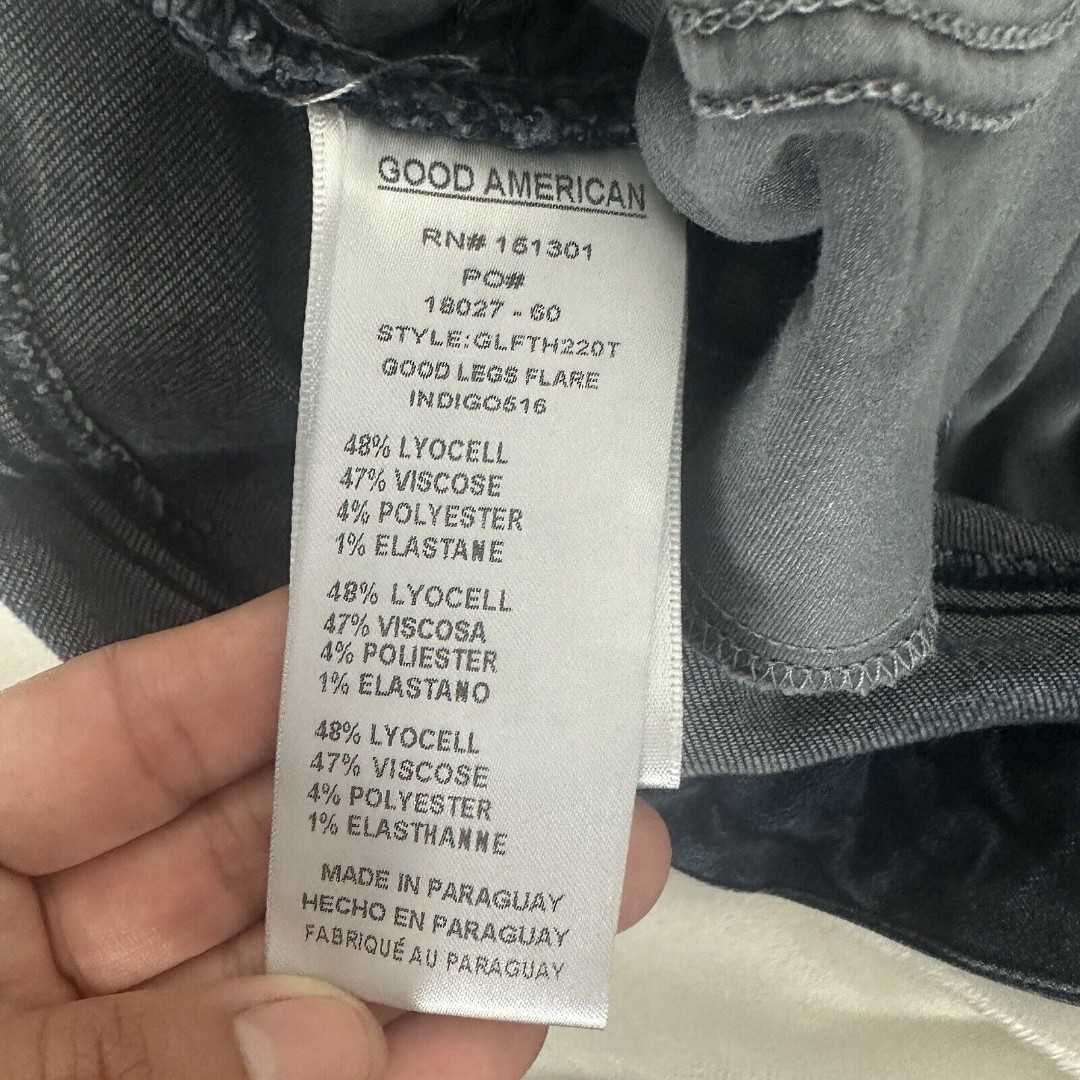 GOOD AMERICAN
RN# 151301
PO#
18027 - 60
STYLE:GLFTH220T
GOOD LEGS FLARE
INDIGO516
48% LYOCELL
47% VISCOSE
4% POLYESTER
1% ELASTANE
48% LYOCELL
47% VISCOSA
4% POLIESTER
1% ELASTANO
48% LYOCELL
47% VISCOSE
4% POLYESTER
1% ELASTHANNE
MADE IN PARAGUAY
HECHO EN PARAGUAY
FABRIQUÉ AU PARAGUAY